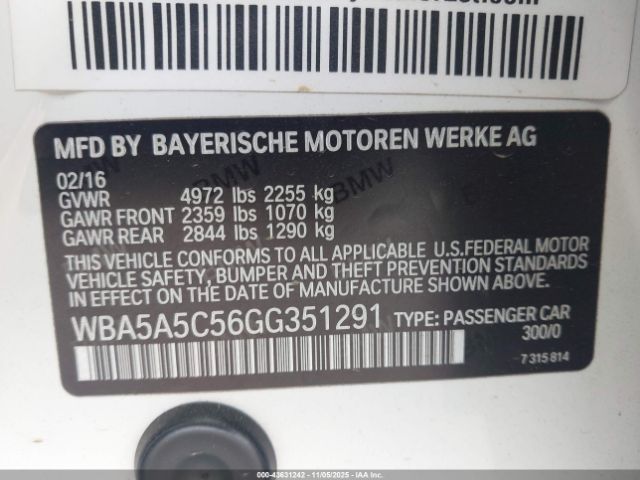 MFD BY BAYERISCHE MOTOREN WERKE AG
02/16
GVWR 4972 lbs 2255 kg
GAWR FRONT 2359 lbs 1070 kg
GAWR REAR 2844 lbs 1290 kg
THIS VEHICLE CONFORMS TO ALL APPLICABLE U.S.FEDERAL MOTOR
VEHICLE SAFETY, BUMPER AND THEFT PREVENTION STANDARDS
IN EFFECT ON THE DATE OF MANUFACTURE SHOWN ABOVE.
WBA5A5C56GG351291 TYPE: PASSENGER CAR
300/0
7 315 814
BMW
BMW
IAA - 43631242 - 11/05/2025 - Public